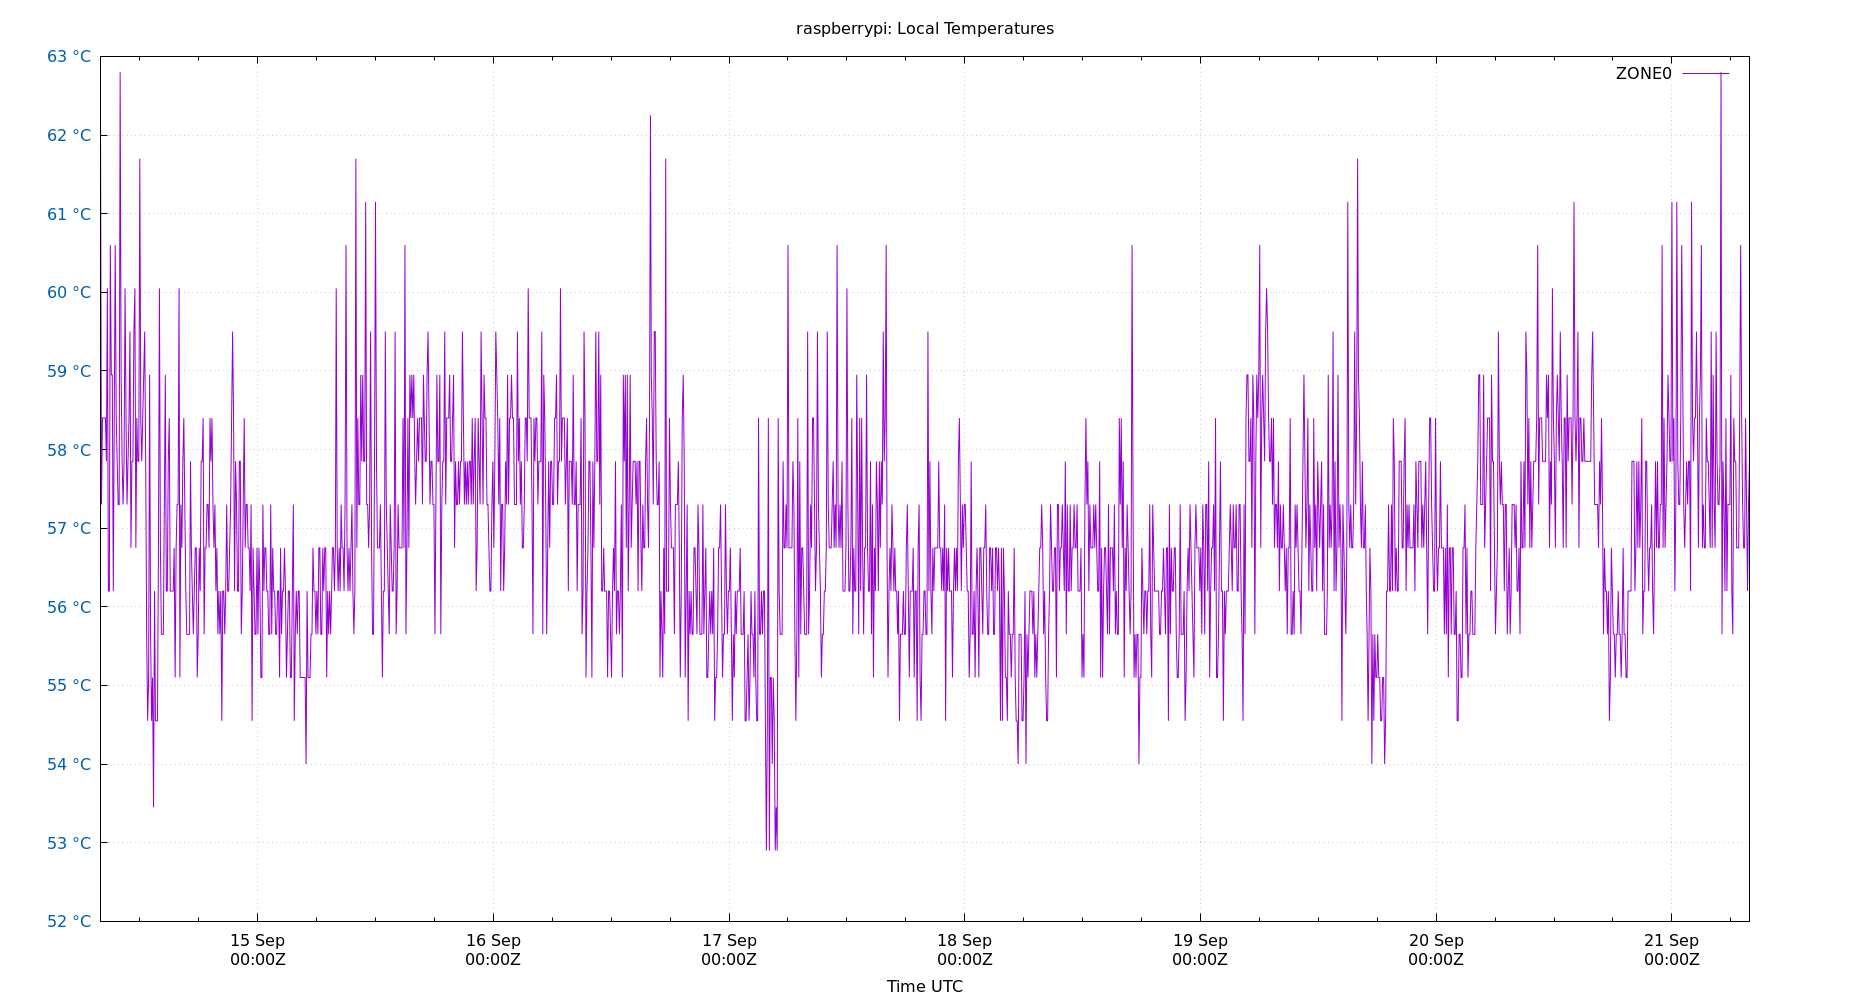 raspberrypi: Local Temperatures
63 °C
ZONE0
62 °C
61 °C
60 °C
59 °C
58 °C
57 °C
56 °C
55 °C
54 °C
53 °C
52 °C
15 Sep 16 Sep 17 Sep 18 Sep 19 Sep 20 Sep 21 Sep
00:00Z 00:00Z 00:00Z 00:00Z 00:00Z 00:00Z 00:00Z
Time UTC